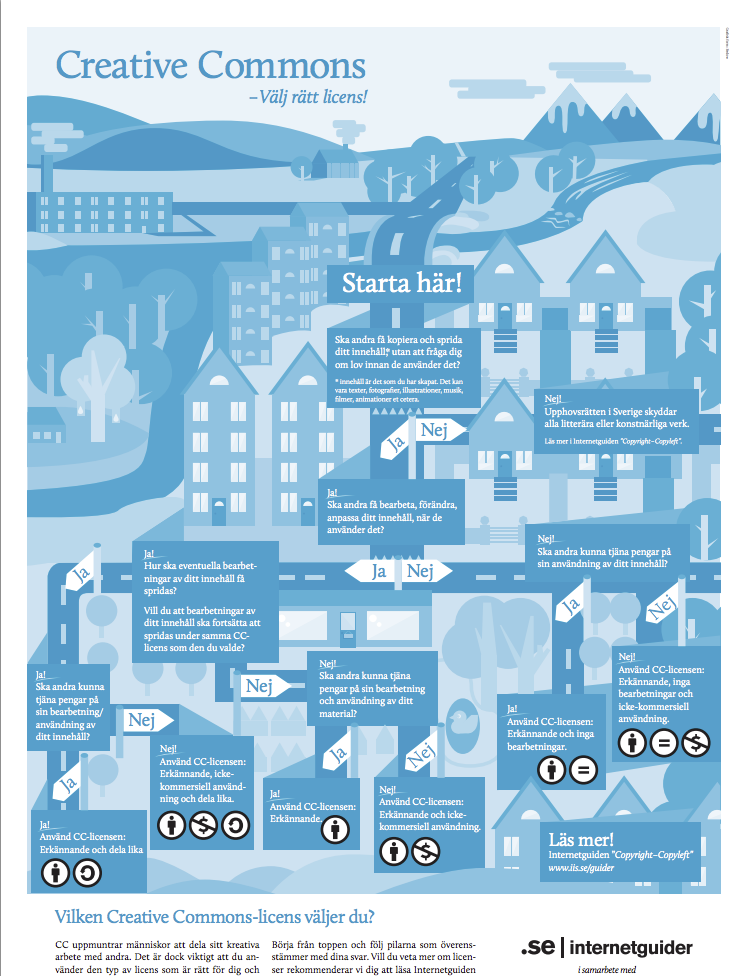 Creative Commons
–Välj rätt licens!
Starta här!
Ska andra få kopiera och sprida
ditt innehåll,* utan att fråga dig
om lov innan de använder det?
* innehåll är det som du har skapat. Det kan
vara texter, fotografier, illustrationer, musik,
filmer, animationer et cetera.
Ja
Nej
Nej!
Upphovsrätten i Sverige skyddar
alla litterära eller konstnärliga verk.
Läs mer i Internetguiden "Copyright–Copyleft".
Ja!
Ska andra få bearbeta, förändra,
anpassa ditt innehåll, när de
använder det?
Ja
Nej
Nej!
Ska andra kunna tjäna pengar på
sin användning av ditt innehåll?
Ja
Nej
Ja!
Hur ska eventuella bearbet-
ningar av ditt innehåll få
spridas?
Vill du att bearbetningar av
ditt innehåll ska fortsätta att
spridas under samma CC-
licens som den du valde?
Ja
Nej
Ja!
Ska andra kunna
tjäna pengar på
sin bearbetning/
användning av
ditt innehåll?
Nej
Ja
Nej!
Ska andra kunna tjäna
pengar på sin bearbetning
och användning av ditt
material?
Ja
Nej
Nej!
Använd CC-licensen:
Erkännande, inga
bearbetningar och
icke-kommersiell
användning.
Ja!
Använd CC-licensen:
Erkännande och inga
bearbetningar.
Nej!
Använd CC-licensen:
Erkännande, icke-
kommersiell använd-
ning och dela lika.
Ja!
Använd CC-licensen:
Erkännande.
Nej!
Använd CC-licensen:
Erkännande och icke-
kommersiell användning.
Ja!
Använd CC-licensen:
Erkännande och dela lika
Läs mer!
Internetguiden "Copyright–Copyleft"
www.iis.se/guider
Vilken Creative Commons-licens väljer du?
CC uppmuntrar människor att dela sitt kreativa
arbete med andra. Det är dock viktigt att du an-
vänder den typ av licens som är rätt för dig och
Börja från toppen och följ pilarna som överens-
stämmer med dina svar. Vill du veta mer om licen-
ser rekommenderar vi dig att läsa Internetguiden
.se | internetguider
i samarbete med